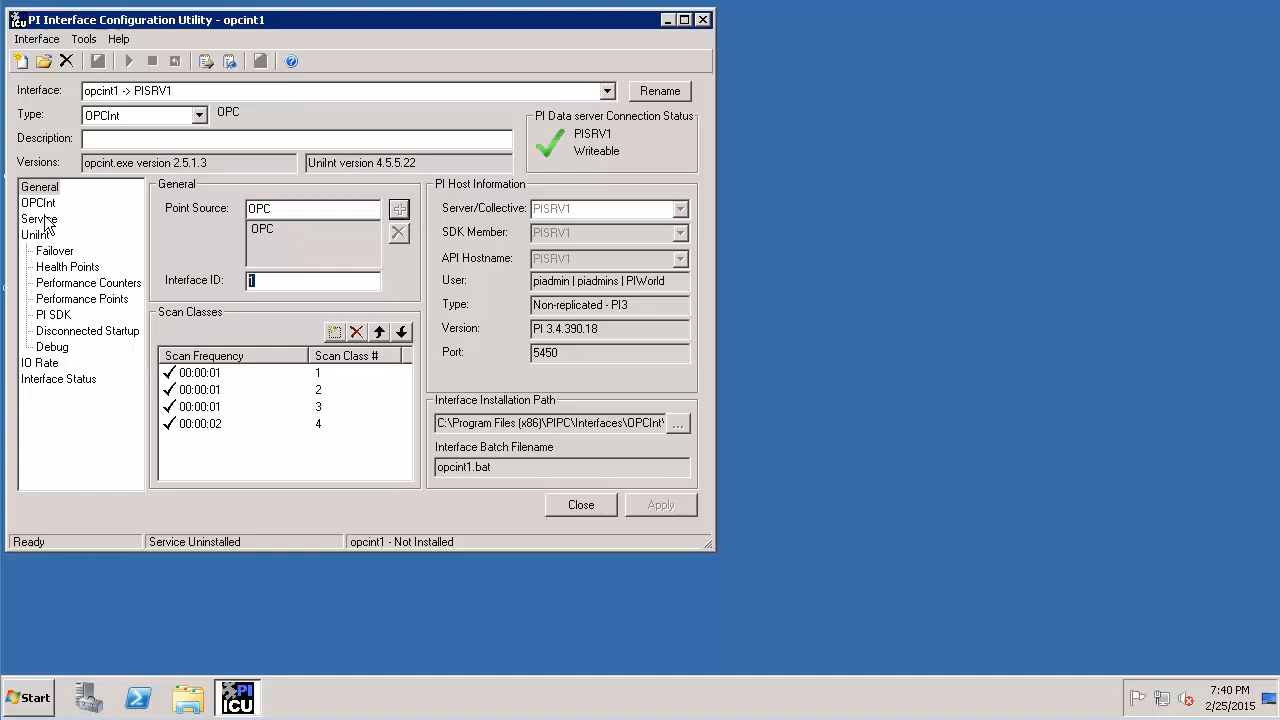 PI Interface Configuration Utility - opcint1
Interface Tools Help
Interface: opcint1 -> PISRV1 Rename
Type: OPCInt OPC
Description:
Versions: opcint.exe version 2.5.1.3 UniInt version 4.5.5.22
PI Data server Connection Status
PISRV1
Writeable
General
OPCInt
Service
UniInt
Failover
Health Points
Performance Counters
Performance Points
PI SDK
Disconnected Startup
Debug
IO Rate
Interface Status
General
Point Source: OPC
OPC
Interface ID: 1
Scan Classes
Scan Frequency Scan Class #
00:00:01 1
00:00:01 2
00:00:01 3
00:00:02 4
PI Host Information
Server/Collective: PISRV1
SDK Member: PISRV1
API Hostname: PISRV1
User: piadmin | piadmins | PIWorld
Type: Non-replicated - PI3
Version: PI 3.4.390.18
Port: 5450
Interface Installation Path
C:\Program Files (x86)\PIPC\Interfaces\OPCInt\ ...
Interface Batch Filename
opcint1.bat
Close Apply
Ready Service Uninstalled opcint1 - Not Installed
Start PI ICU 7:40 PM
2/25/2015